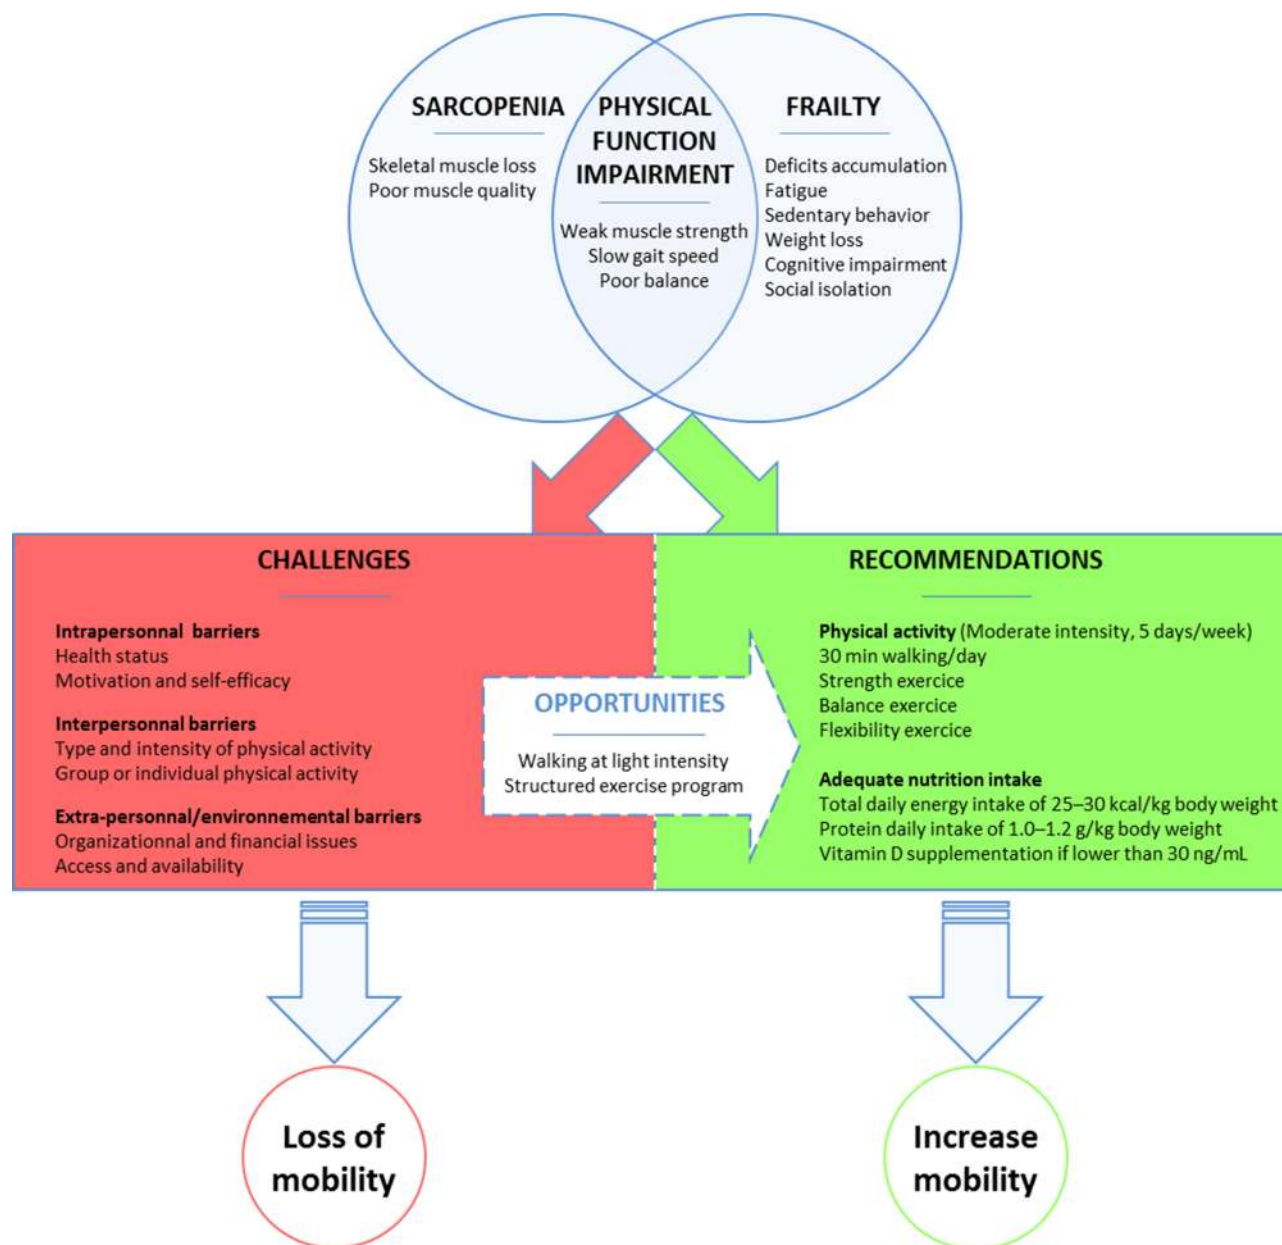 SARCOPENIA
Skeletal muscle loss
Poor muscle quality
PHYSICAL
FUNCTION
IMPAIRMENT
Weak muscle strength
Slow gait speed
Poor balance
FRAILTY
Deficits accumulation
Fatigue
Sedentary behavior
Weight loss
Cognitive impairment
Social isolation
CHALLENGES
Intrapersonnal barriers
Health status
Motivation and self-efficacy
Interpersonnal barriers
Type and intensity of physical activity
Group or individual physical activity
Extra-personnal/environnemental barriers
Organizationnal and financial issues
Access and availability
OPPORTUNITIES
Walking at light intensity
Structured exercise program
RECOMMENDATIONS
Physical activity (Moderate intensity, 5 days/week)
30 min walking/day
Strength exercice
Balance exercice
Flexibility exercice
Adequate nutrition intake
Total daily energy intake of 25–30 kcal/kg body weight
Protein daily intake of 1.0–1.2 g/kg body weight
Vitamin D supplementation if lower than 30 ng/mL
Loss of
mobility
Increase
mobility